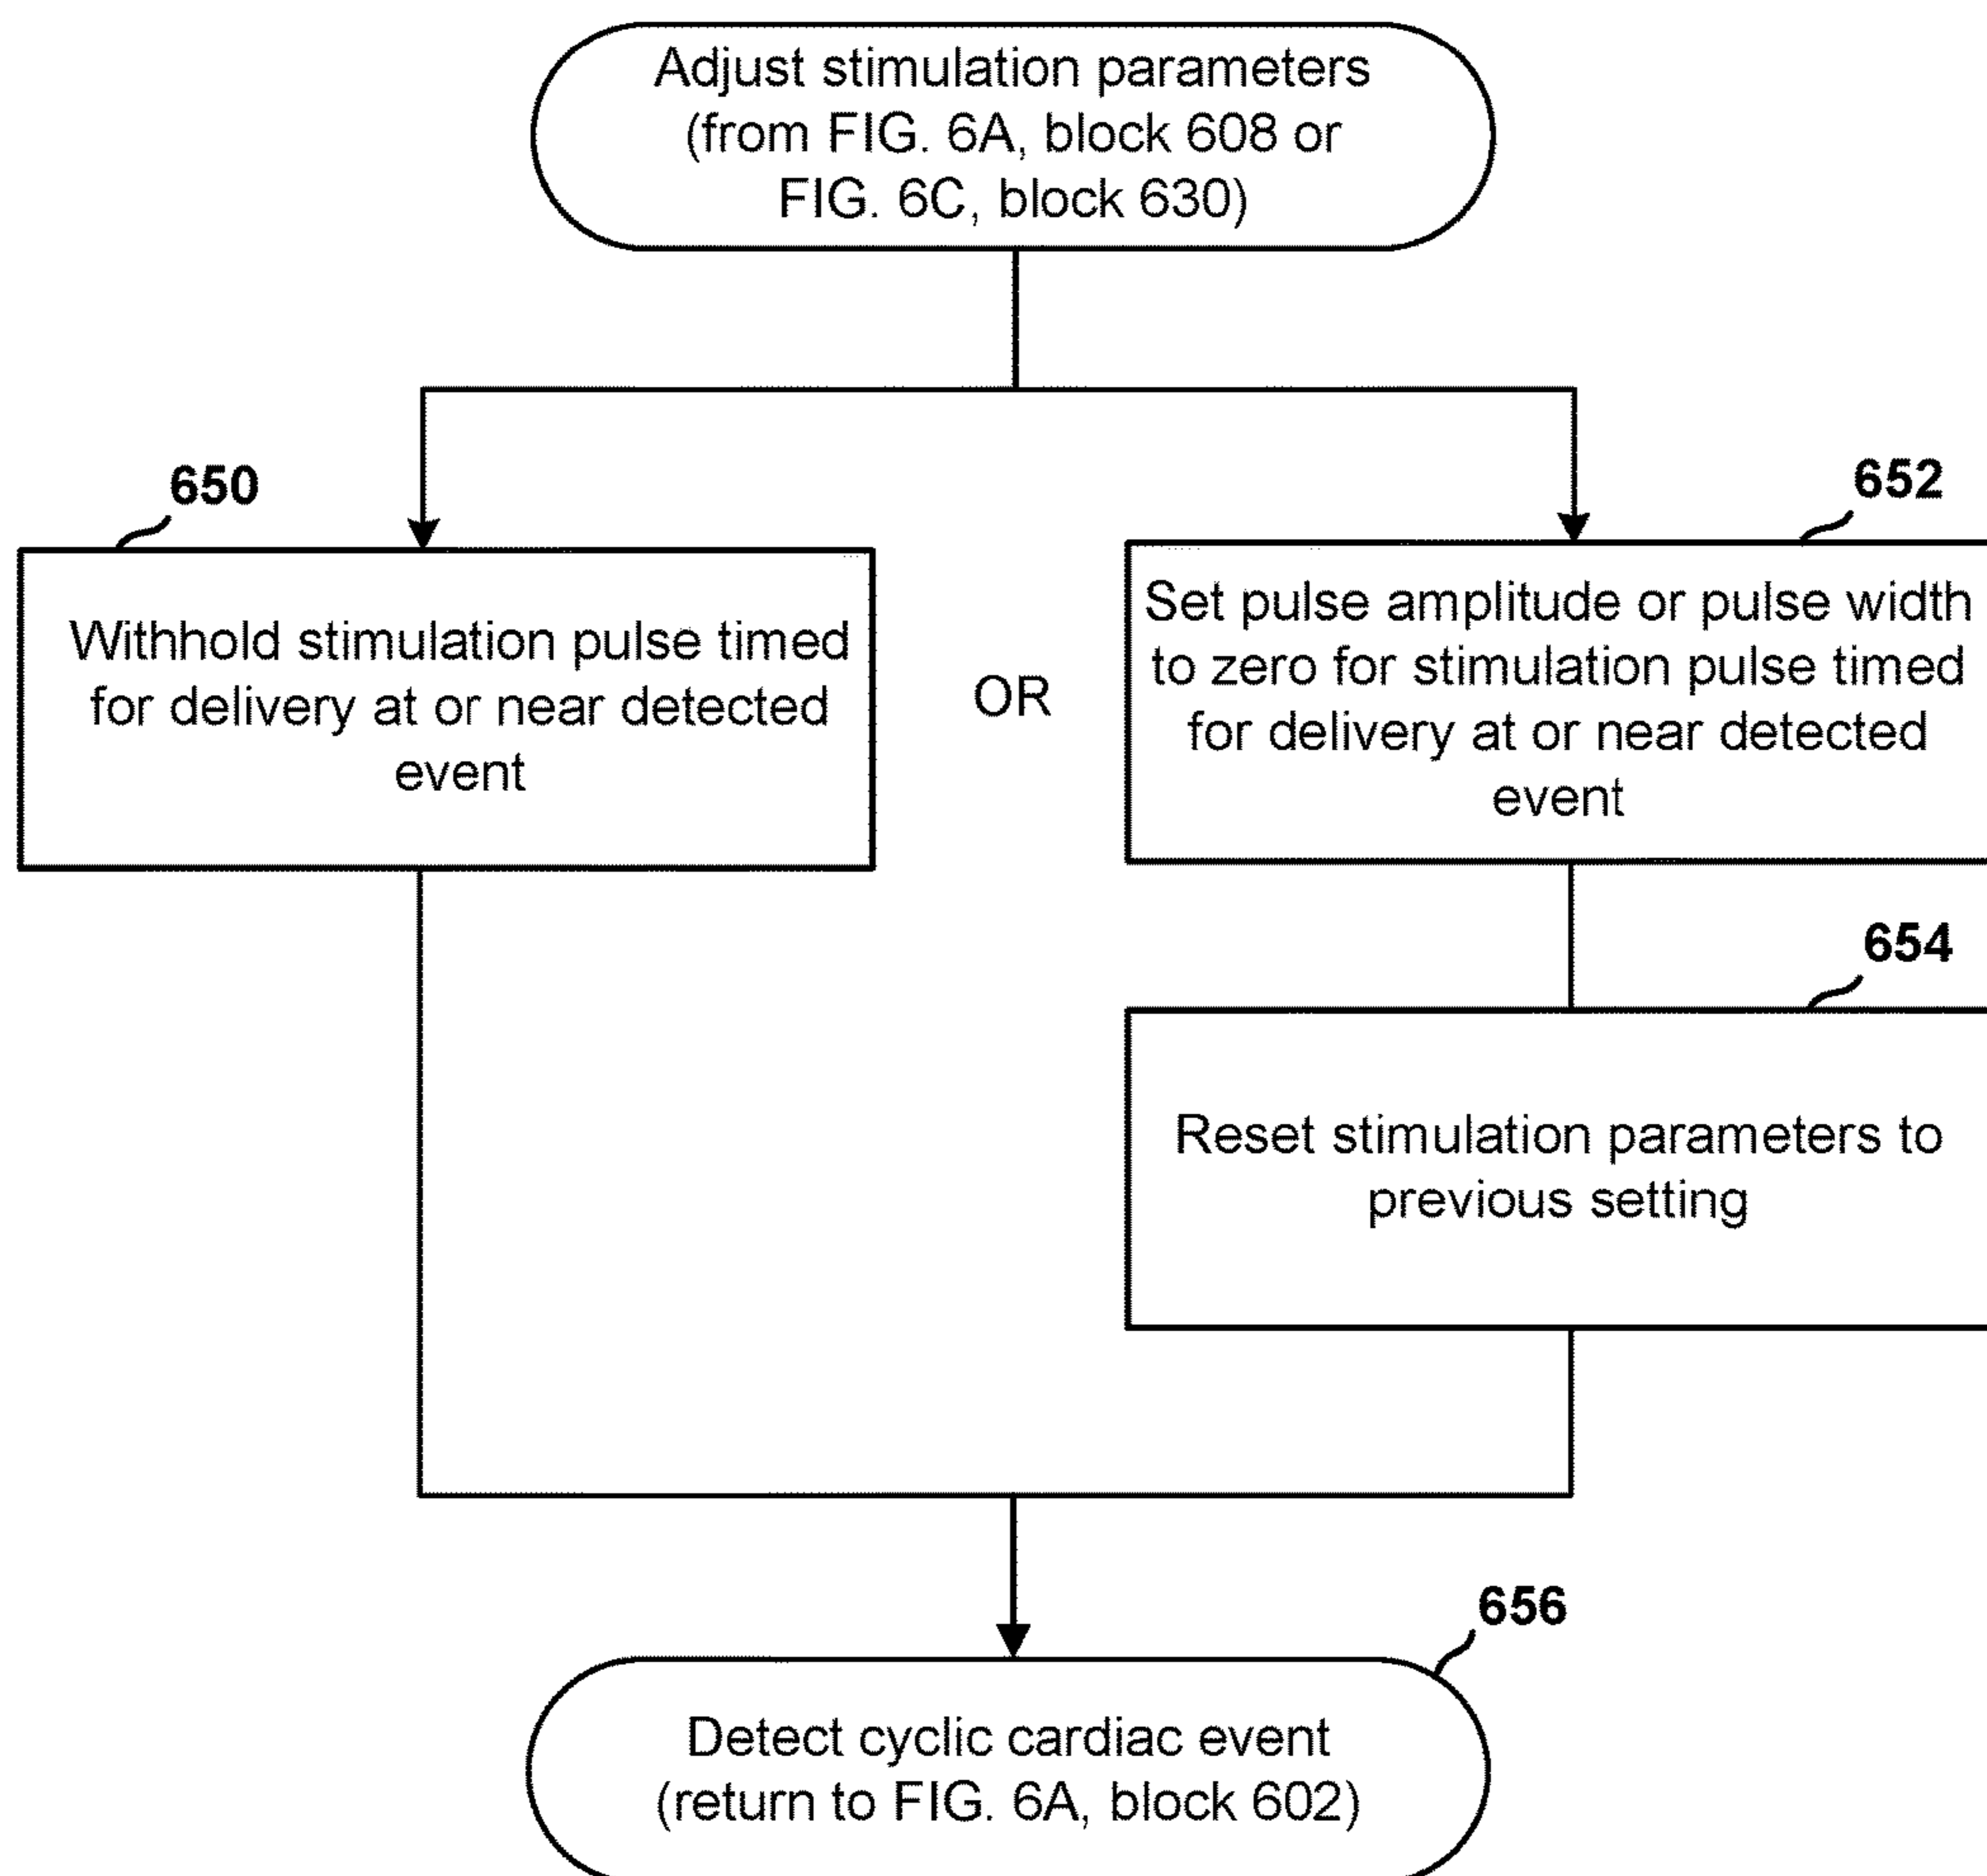 Adjust stimulation parameters
(from FIG. 6A, block 608 or
FIG. 6C, block 630)
650
Withhold stimulation pulse timed
for delivery at or near detected
event
OR
652
Set pulse amplitude or pulse width
to zero for stimulation pulse timed
for delivery at or near detected
event
654
Reset stimulation parameters to
previous setting
656
Detect cyclic cardiac event
(return to FIG. 6A, block 602)